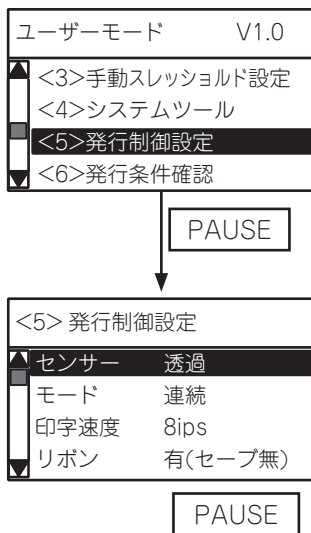 ユーザーモード V1.0
<3>手動スレッショルド設定
<4>システムツール
<5>発行制御設定
<6>発行条件確認
PAUSE
<5> 発行制御設定
センサー 透過
モード 連続
印字速度 8ips
リボン 有(セーブ無)
PAUSE